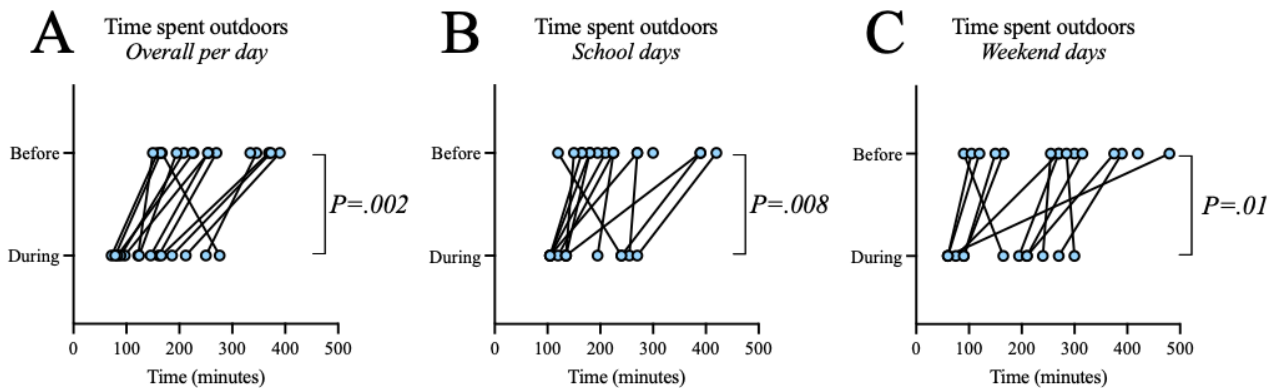 A
Time spent outdoors
Overall per day
Before
During
P=.002
0 100 200 300 400 500
Time (minutes)
B
Time spent outdoors
School days
Before
During
P=.008
0 100 200 300 400 500
Time (minutes)
C
Time spent outdoors
Weekend days
Before
During
P=.01
0 100 200 300 400 500
Time (minutes)